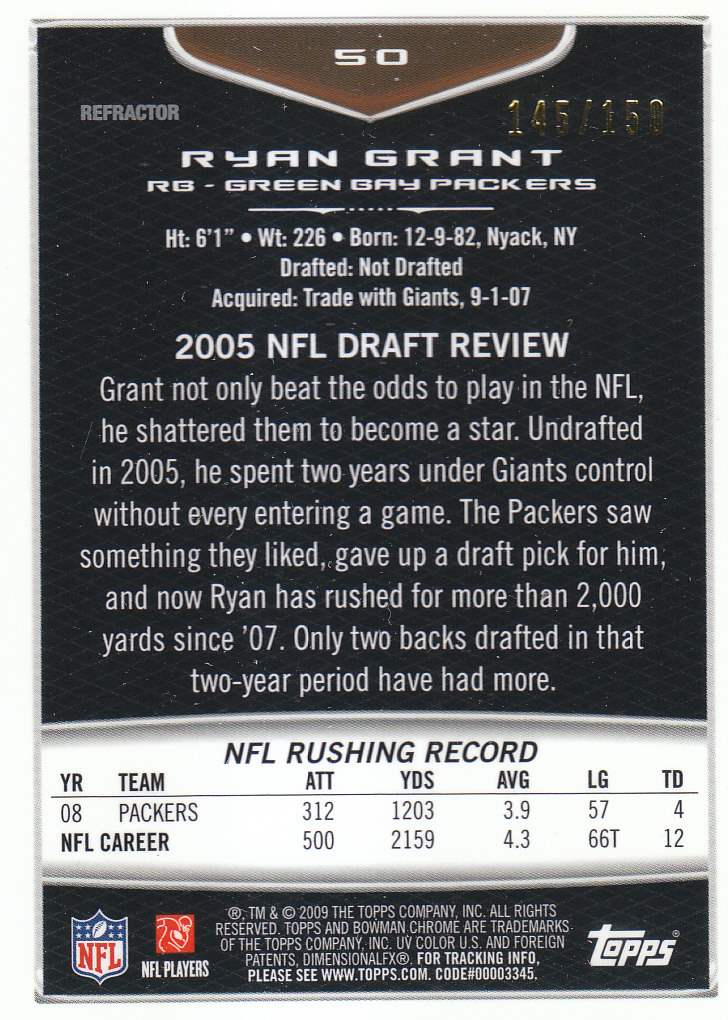 50
REFRACTOR
145/150
RYAN GRANT
RB - GREEN BAY PACKERS
Ht: 6'1" • Wt: 226 • Born: 12-9-82, Nyack, NY
Drafted: Not Drafted
Acquired: Trade with Giants, 9-1-07
2005 NFL DRAFT REVIEW
Grant not only beat the odds to play in the NFL,
he shattered them to become a star. Undrafted
in 2005, he spent two years under Giants control
without every entering a game. The Packers saw
something they liked, gave up a draft pick for him,
and now Ryan has rushed for more than 2,000
yards since '07. Only two backs drafted in that
two-year period have had more.
NFL RUSHING RECORD
YR TEAM ATT YDS AVG LG TD
08 PACKERS 312 1203 3.9 57 4
NFL CAREER 500 2159 4.3 66T 12
®, TM & © 2009 THE TOPPS COMPANY, INC. ALL RIGHTS
RESERVED. TOPPS AND BOWMAN CHROME ARE TRADEMARKS
OF THE TOPPS COMPANY, INC. UV COLOR U.S. AND FOREIGN
PATENTS, DIMENSIONALFX®. FOR TRACKING INFO,
PLEASE SEE WWW.TOPPS.COM. CODE#00003345.
NFL
NFL PLAYERS
Topps®